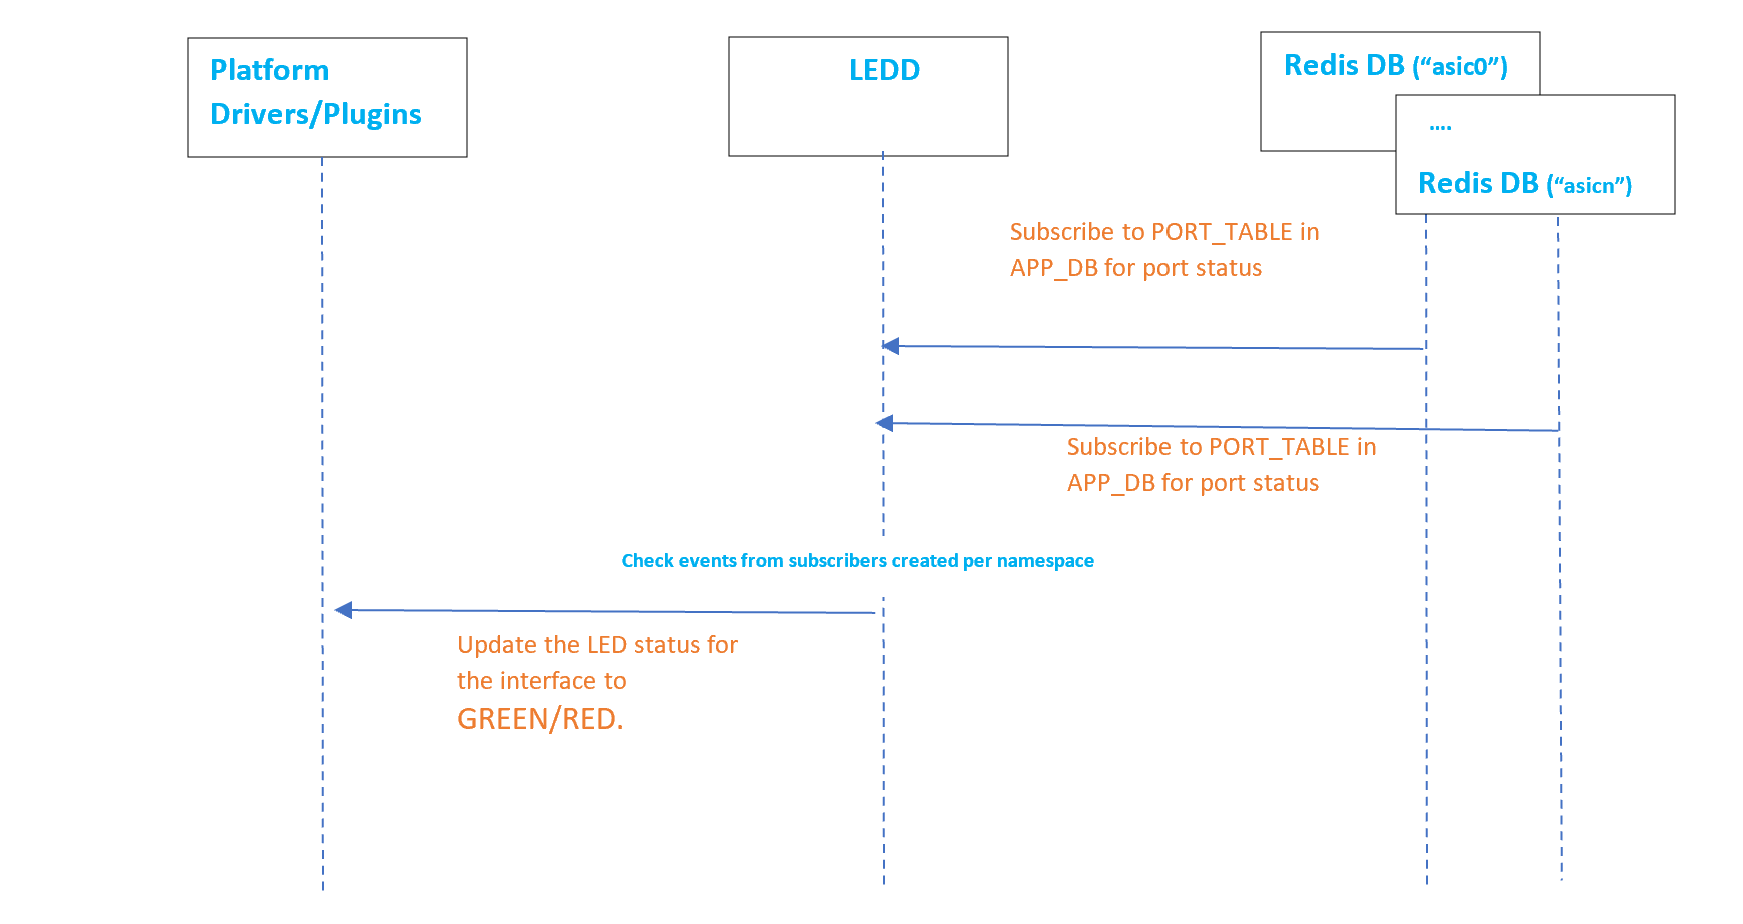 Platform
Drivers/Plugins
LEDD
Redis DB (“asic0”)
....
Redis DB (“asicn”)
Subscribe to PORT_TABLE in
APP_DB for port status
Subscribe to PORT_TABLE in
APP_DB for port status
Check events from subscribers created per namespace
Update the LED status for
the interface to
GREEN/RED.